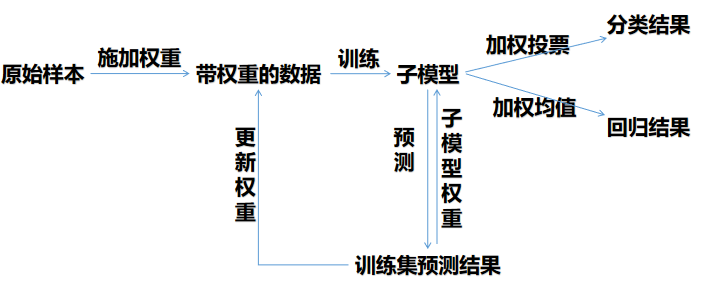 分类结果
施加权重
训练
加权投票
原始样本
带权重的数据
子模型
加权均值
回归结果
更新权重
预测
子模型权重
训练集预测结果